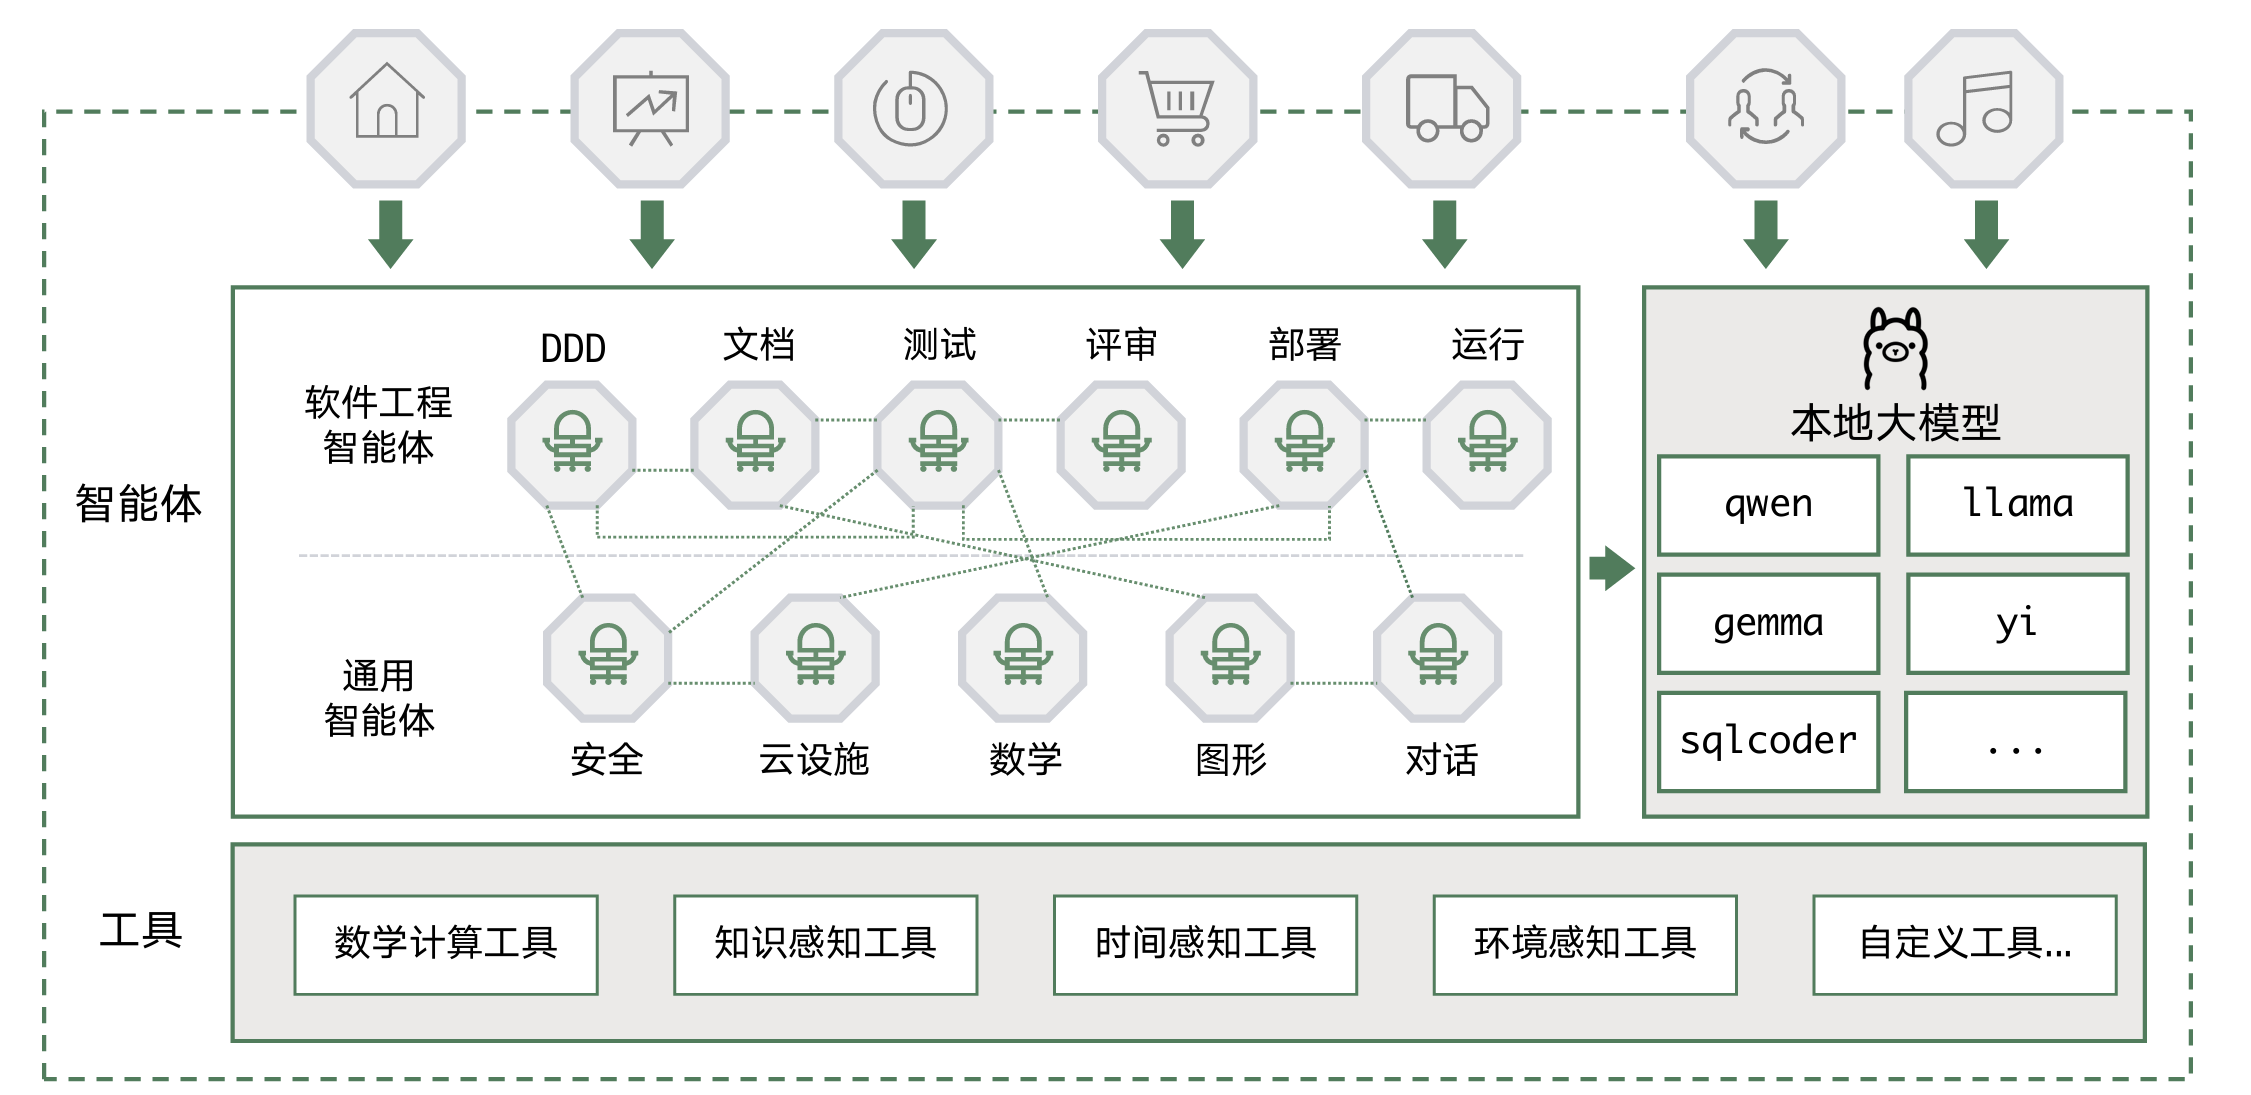 DDD
文档
测试
评审
部署
运行
软件工程
智能体
智能体
通用
智能体
安全
云设施
数学
图形
对话
本地大模型
qwen
llama
gemma
yi
sqlcoder
...
工具
数学计算工具
知识感知工具
时间感知工具
环境感知工具
自定义工具...